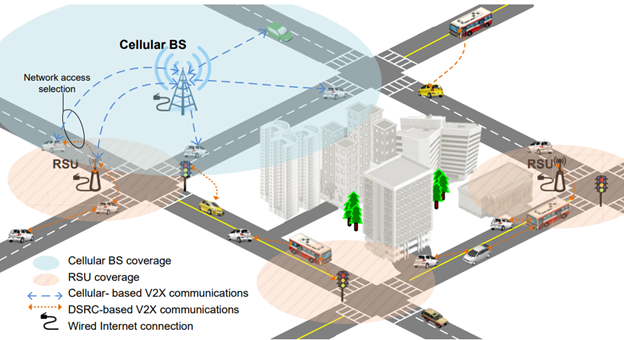 Cellular BS
Network access
selection
RSU
RSU
Cellular BS coverage
RSU coverage
Cellular- based V2X communications
DSRC-based V2X communications
Wired Internet connection